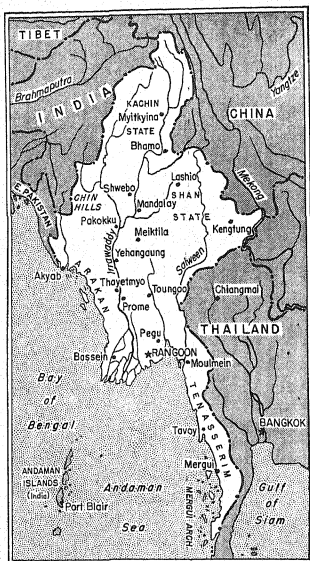 TIBET
Brahmaputra
INDIA
KACHIN
Myitkyina
STATE
Bhamo
CHINA
Yangtze
Mekong
E. PAKISTAN
CHIN
HILLS
Shwebo
Lashio
SHAN
STATE
Mandalay
Pakokku
Irrawaddy
Meiktila
Kengtung
Yehangaung
Salween
Akyab
ARAKAN
Thayetmyo
Toungoo
Prome
Chiangmai
THAILAND
Pegu
Bassein
RANGOON
Moulmein
Bay
of
Bengal
TENASSERIM
BANGKOK
Tavoy
Mergui
MERGUI ARCH.
ANDAMAN
ISLANDS
(India)
Port Blair
Andaman
Sea
Gulf
of
Siam